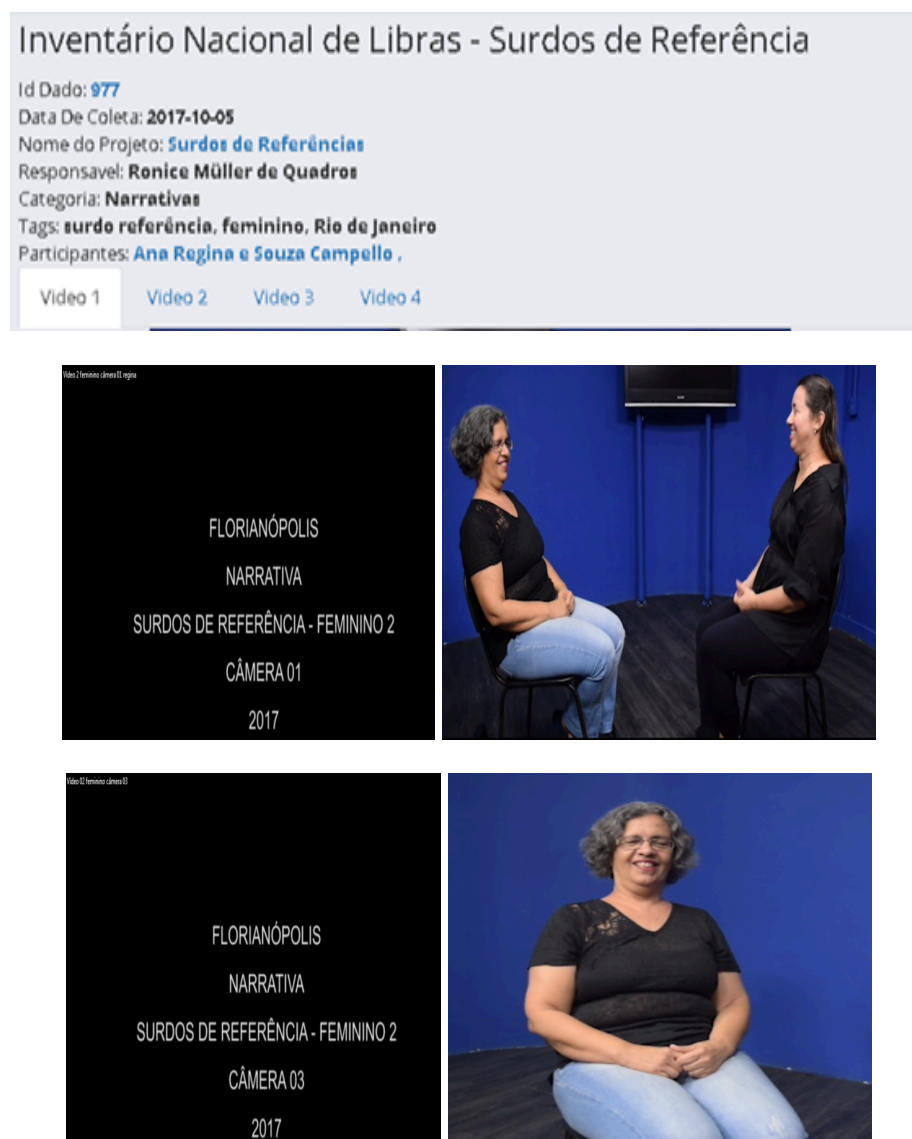 Inventário Nacional de Libras - Surdos de Referência
Id Dado: 977
Data De Coleta: 2017-10-05
Nome do Projeto: Surdos de Referências
Responsavel: Ronice Müller de Quadros
Categoria: Narrativas
Tags: surdo referência, feminino, Rio de Janeiro
Participantes: Ana Regina e Souza Campello ,
Video 1 Video 2 Video 3 Video 4
Video 2 feminino câmera 01 regina
FLORIANÓPOLIS
NARRATIVA
SURDOS DE REFERÊNCIA - FEMININO 2
CÂMERA 01
2017
Video 02 feminino câmera 03
FLORIANÓPOLIS
NARRATIVA
SURDOS DE REFERÊNCIA - FEMININO 2
CÂMERA 03
2017